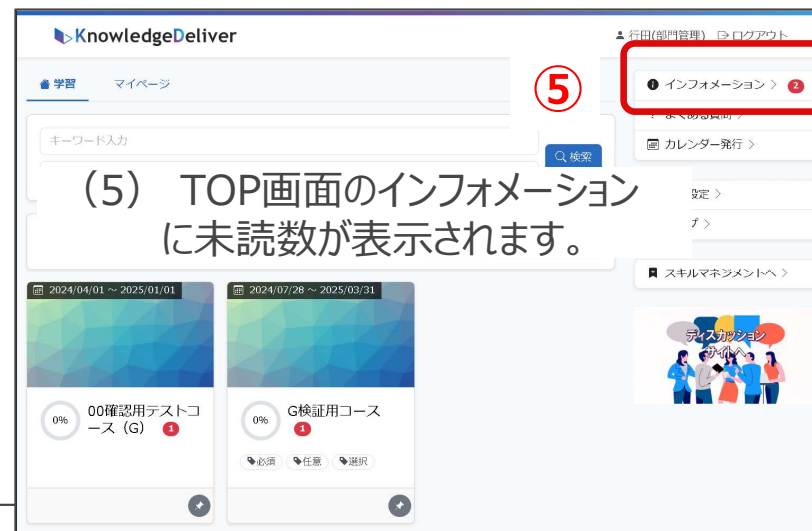 KnowledgeDeliver
行田(部門管理) ログアウト
学習 マイページ
⑤
インフォメーション > 2
よくある質問 >
カレンダー発行 >
キーワード入力
検索
(5) TOP画面のインフォメーション
に未読数が表示されます。
設定 >
プ >
スキルマネジメントへ >
2024/04/01 ~ 2025/01/01
2024/07/28 ~ 2025/03/31
0%
00確認用テストコ
ース (G) 1
0%
G検証用コース
1
必須 任意 選択
ディスカッション
サイトへ